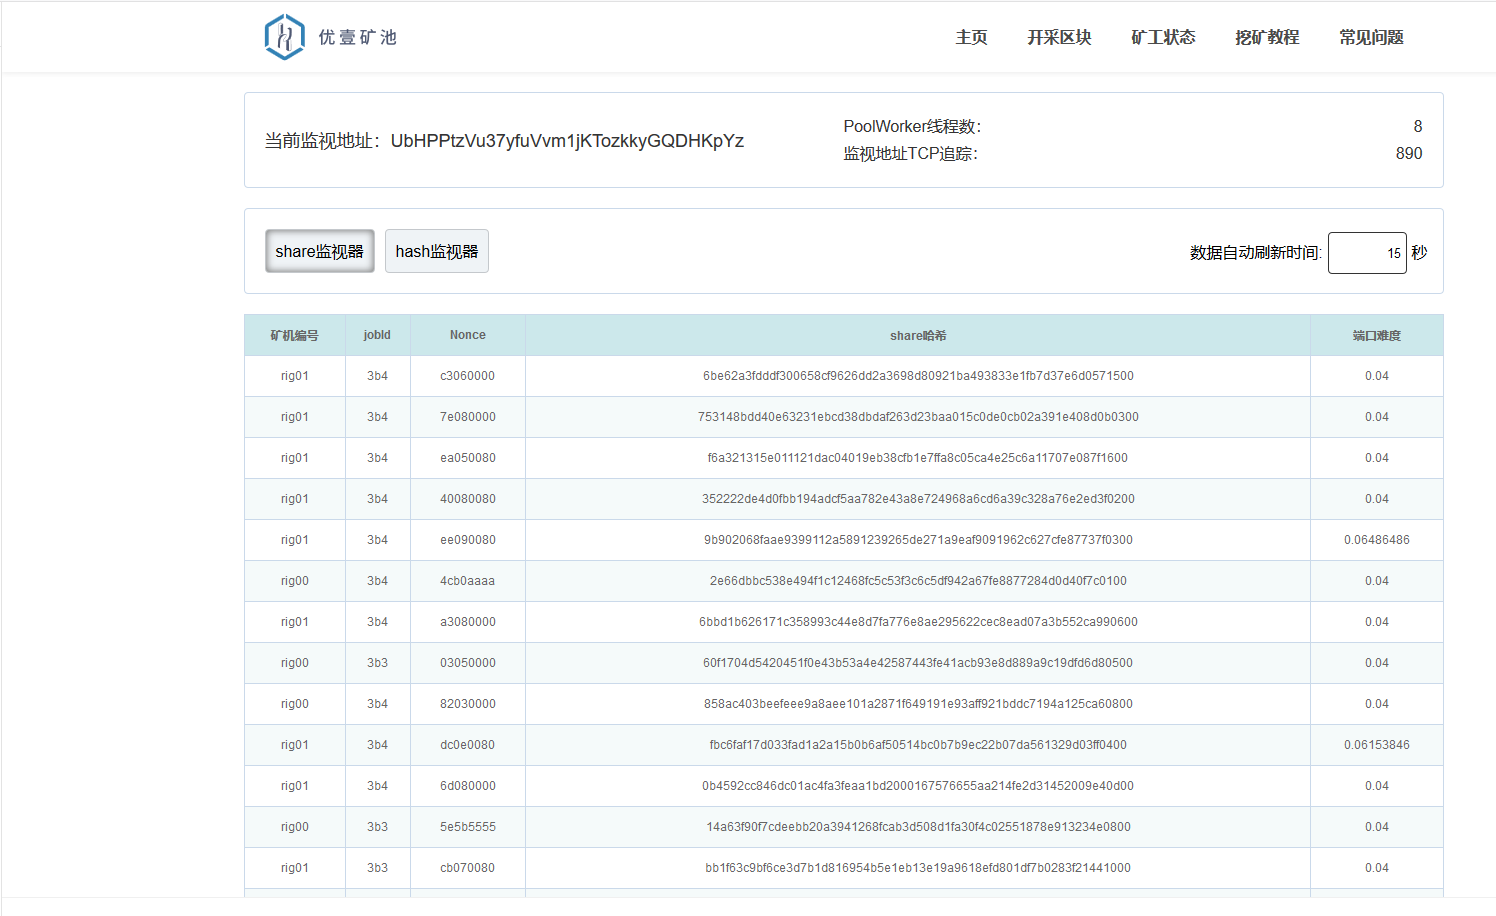 优壹矿池 主页 开采区块 矿工状态 挖矿教程 常见问题
当前监视地址：UbHPPtzVu37yfuVvm1jKTozkkyGQDHKpYz
PoolWorker线程数： 8
监视地址TCP追踪： 890
share监视器 hash监视器 数据自动刷新时间: 15 秒
矿机编号 jobId Nonce share哈希 端口难度
rig01 3b4 c3060000 6be62a3fdddf300658cf9626dd2a3698d80921ba493833e1fb7d37e6d0571500 0.04
rig01 3b4 7e080000 753148bdd40e63231ebcd38dbdaf263d23baa015c0de0cb02a391e408d0b0300 0.04
rig01 3b4 ea050080 f6a321315e011121dac04019eb38cfb1e7ffa8c05ca4e25c6a11707e087f1600 0.04
rig01 3b4 40080080 352222de4d0fbb194adcf5aa782e43a8e724968a6cd6a39c328a76e2ed3f0200 0.04
rig01 3b4 ee090080 9b902068faae9399112a5891239265de271a9eaf9091962c627cfe87737f0300 0.06486486
rig00 3b4 4cb0aaaa 2e66dbbc538e494f1c12468fc5c53f3c6c5df942a67fe8877284d0d40f7c0100 0.04
rig01 3b4 a3080000 6bbd1b626171c358993c44e8d7fa776e8ae295622cec8ead07a3b552ca990600 0.04
rig00 3b3 03050000 60f1704d5420451f0e43b53a4e42587443fe41acb93e8d889a9c19dfd6d80500 0.04
rig00 3b4 82030000 858ac403beefeee9a8aee101a2871f649191e93aff921bddc7194a125ca60800 0.04
rig01 3b4 dc0e0080 fbc6faf17d033fad1a2a15b0b6af50514bc0b7b9ec22b07da561329d03ff0400 0.06153846
rig01 3b4 6d080000 0b4592cc846dc01ac4fa3feaa1bd2000167576655aa214fe2d31452009e40d00 0.04
rig00 3b3 5e5b5555 14a63f90f7cdeebb20a3941268fcab3d508d1fa30f4c02551878e913234e0800 0.04
rig01 3b3 cb070080 bb1f63c9bf6ce3d7b1d816954b5e1eb13e19a9618efd801df7b0283f21441000 0.04